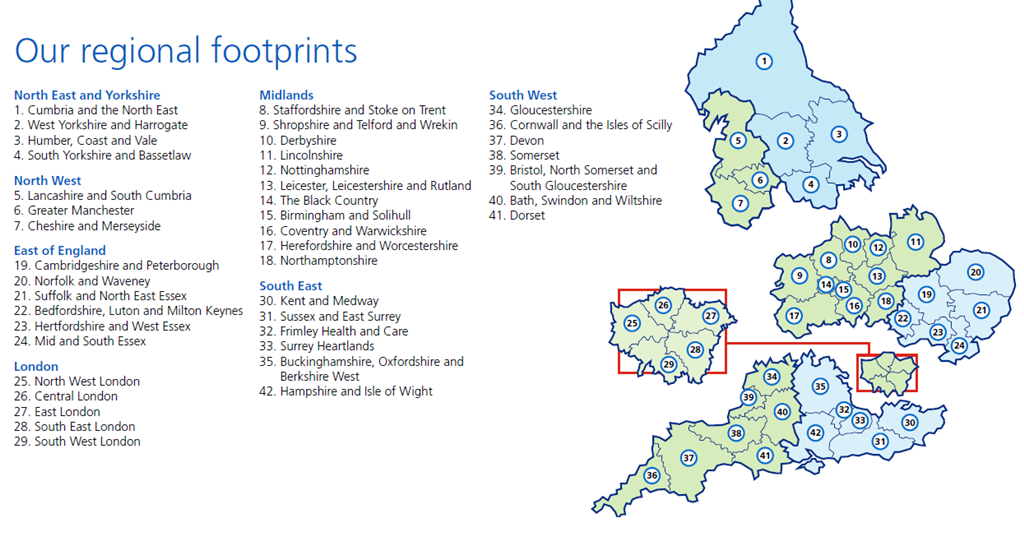 Our regional footprints
North East and Yorkshire
1. Cumbria and the North East
2. West Yorkshire and Harrogate
3. Humber, Coast and Vale
4. South Yorkshire and Bassetlaw
North West
5. Lancashire and South Cumbria
6. Greater Manchester
7. Cheshire and Merseyside
East of England
19. Cambridgeshire and Peterborough
20. Norfolk and Waveney
21. Suffolk and North East Essex
22. Bedfordshire, Luton and Milton Keynes
23. Hertfordshire and West Essex
24. Mid and South Essex
London
25. North West London
26. Central London
27. East London
28. South East London
29. South West London
Midlands
8. Staffordshire and Stoke on Trent
9. Shropshire and Telford and Wrekin
10. Derbyshire
11. Lincolnshire
12. Nottinghamshire
13. Leicester, Leicestershire and Rutland
14. The Black Country
15. Birmingham and Solihull
16. Coventry and Warwickshire
17. Herefordshire and Worcestershire
18. Northamptonshire
South East
30. Kent and Medway
31. Sussex and East Surrey
32. Frimley Health and Care
33. Surrey Heartlands
35. Buckinghamshire, Oxfordshire and
Berkshire West
42. Hampshire and Isle of Wight
South West
34. Gloucestershire
36. Cornwall and the Isles of Scilly
37. Devon
38. Somerset
39. Bristol, North Somerset and
South Gloucestershire
40. Bath, Swindon and Wiltshire
41. Dorset
1
2
3
5
4
6
7
11
10
12
8
9
13
14
15
16
18
17
20
19
21
22
23
24
26
25
27
28
29
34
35
39
40
32
33
30
38
42
31
41
37
36